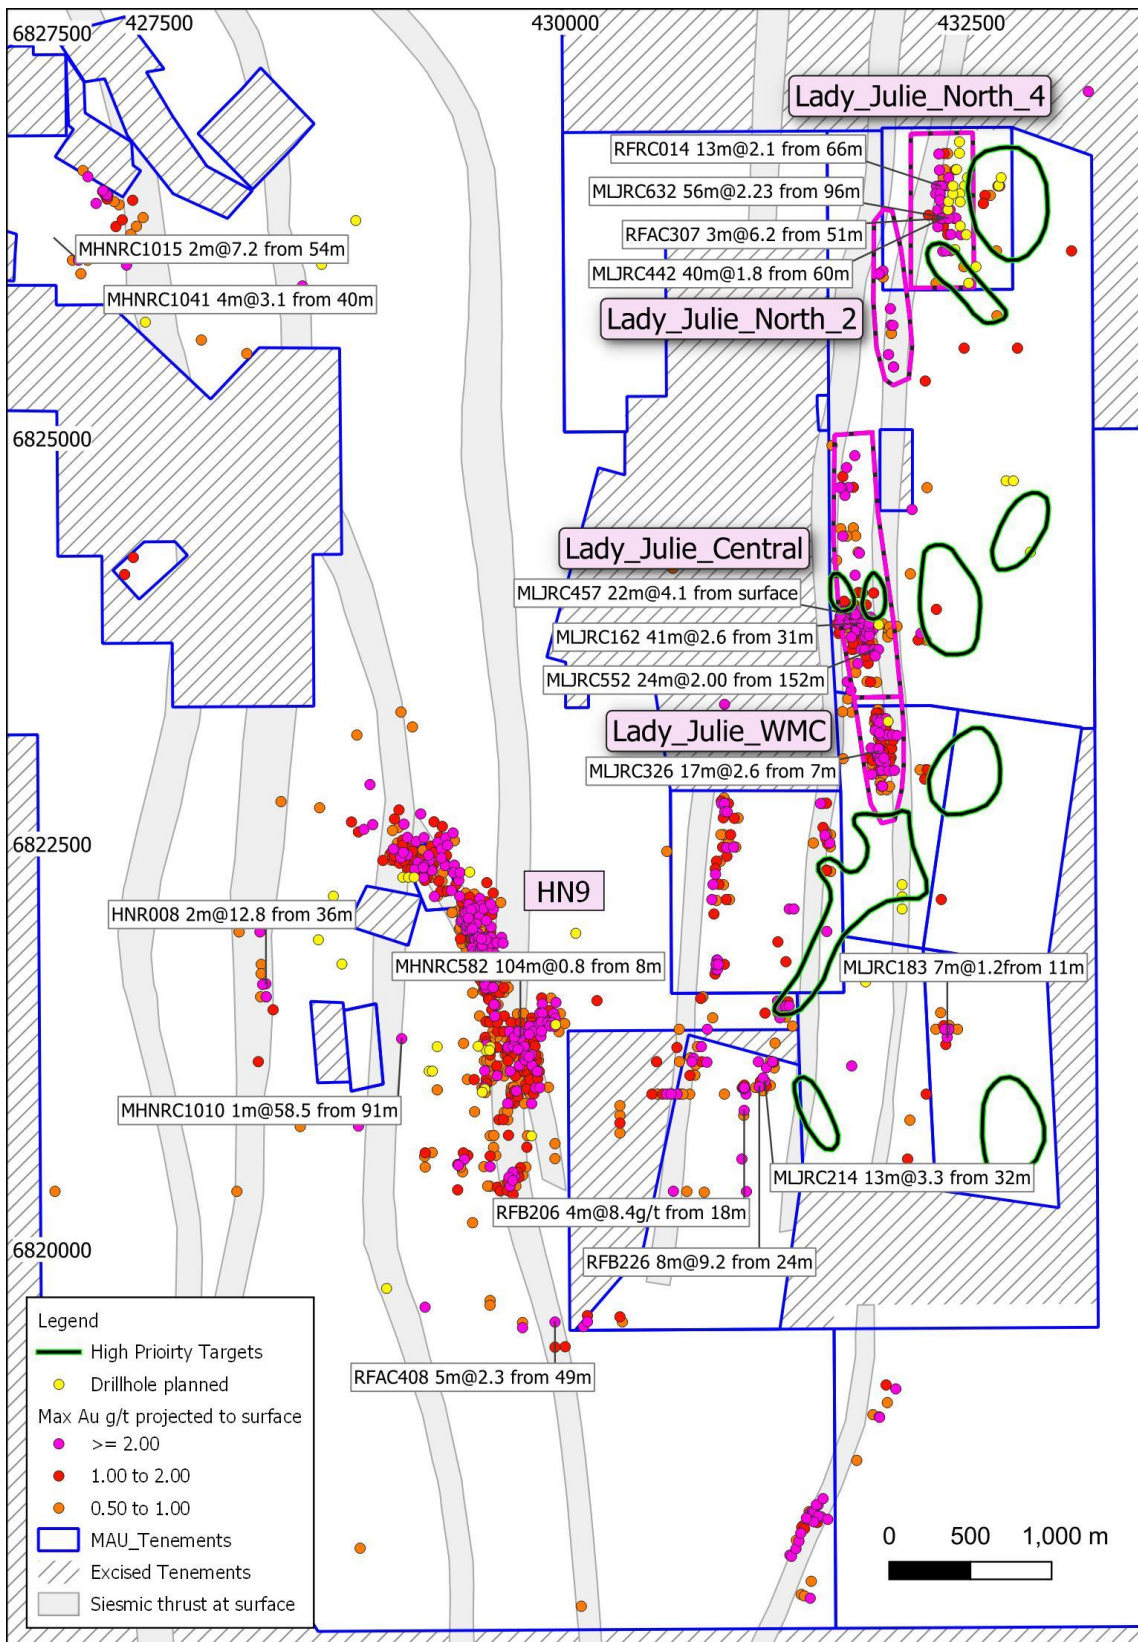 6827500
427500
430000
432500
Lady_Julie_North_4
RFRC014 13m@2.1 from 66m
MLJRC632 56m@2.23 from 96m
RFAC307 3m@6.2 from 51m
MHNRC1015 2m@7.2 from 54m
MLJRC442 40m@1.8 from 60m
MHNRC1041 4m@3.1 from 40m
Lady_Julie_North_2
6825000
Lady_Julie_Central
MLJRC457 22m@4.1 from surface
MLJRC162 41m@2.6 from 31m
MLJRC552 24m@2.00 from 152m
Lady_Julie_WMC
MLJRC326 17m@2.6 from 7m
6822500
HN9
HNR008 2m@12.8 from 36m
MHNRC582 104m@0.8 from 8m
MLJRC183 7m@1.2from 11m
MHNRC1010 1m@58.5 from 91m
MLJRC214 13m@3.3 from 32m
RFB206 4m@8.4g/t from 18m
6820000
RFB226 8m@9.2 from 24m
RFAC408 5m@2.3 from 49m
Legend
High Prioirty Targets
Drillhole planned
Max Au g/t projected to surface
>= 2.00
1.00 to 2.00
0.50 to 1.00
MAU_Tenements
Excised Tenements
Siesmic thrust at surface
0 500 1,000 m